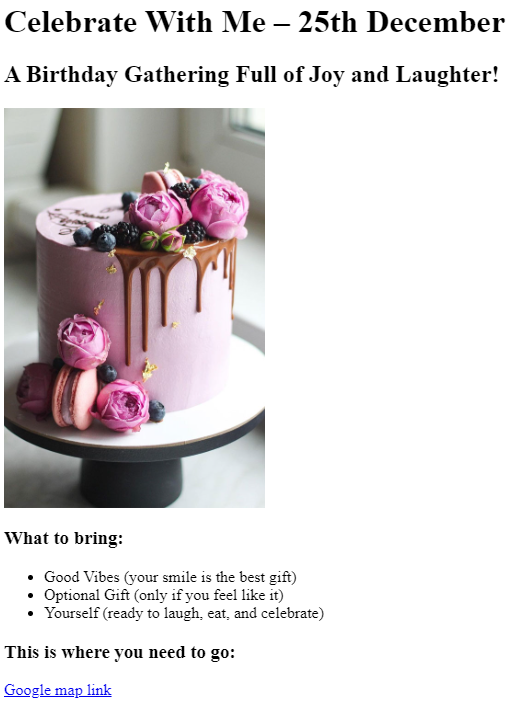 Celebrate With Me – 25th December
A Birthday Gathering Full of Joy and Laughter!
What to bring:
Good Vibes (your smile is the best gift)
Optional Gift (only if you feel like it)
Yourself (ready to laugh, eat, and celebrate)
This is where you need to go:
Google map link